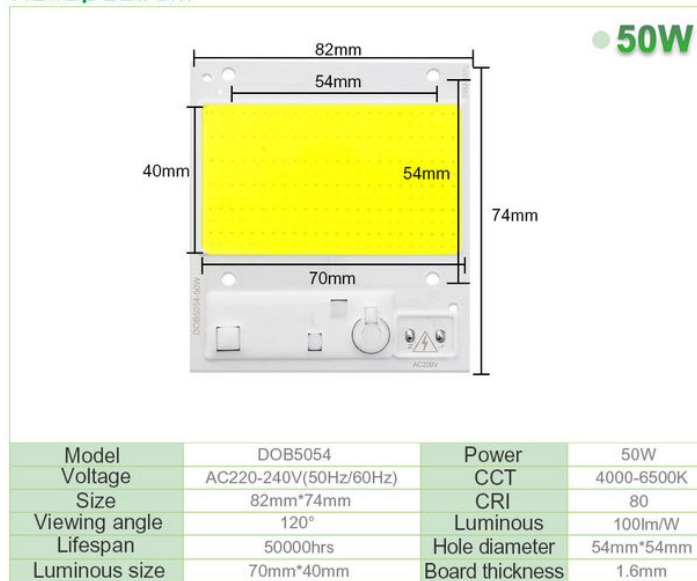 50W
82mm
54mm
40mm
54mm
74mm
70mm
DOB5054-50W
AC220V
Model DOB5054 Power 50W
Voltage AC220-240V(50Hz/60Hz) CCT 4000-6500K
Size 82mm*74mm CRI 80
Viewing angle 120° Luminous 100lm/W
Lifespan 50000hrs Hole diameter 54mm*54mm
Luminous size 70mm*40mm Board thickness 1.6mm